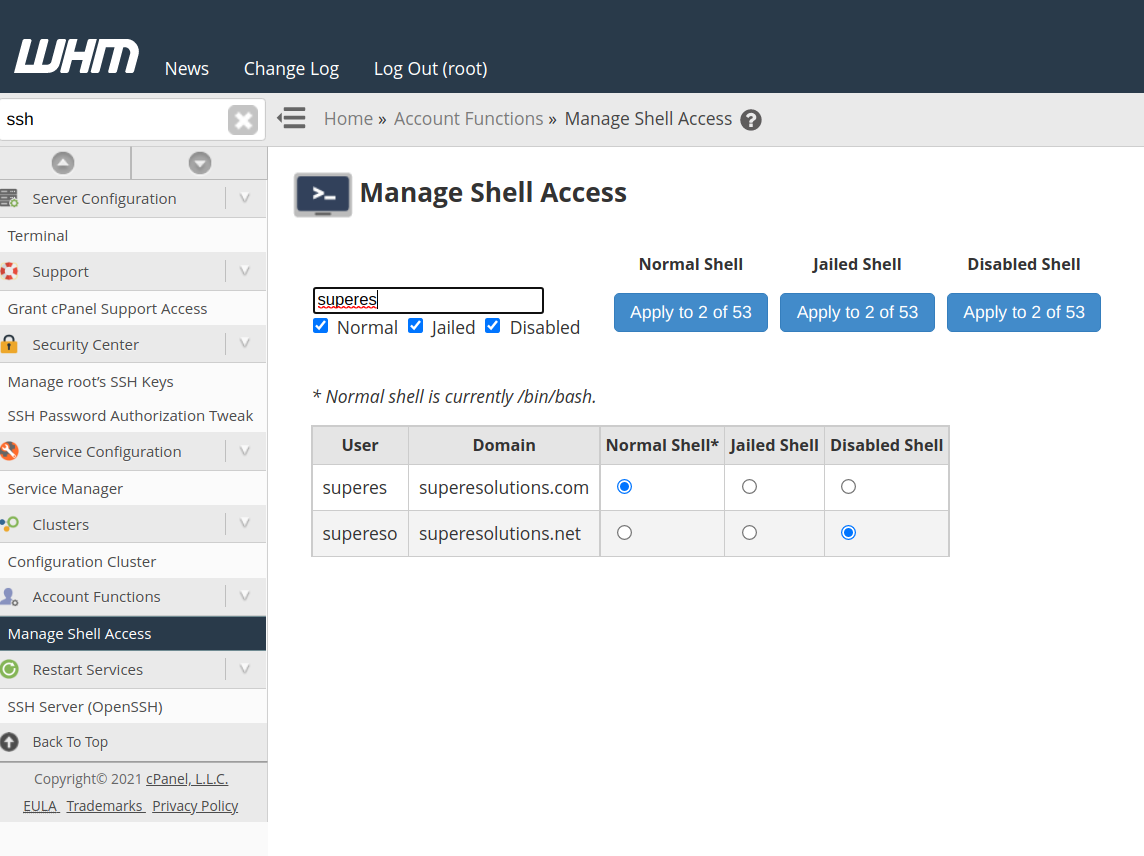 WHM News Change Log Log Out (root)
ssh
Home » Account Functions » Manage Shell Access ?
Server Configuration
Terminal
Support
Grant cPanel Support Access
Security Center
Manage root's SSH Keys
SSH Password Authorization Tweak
Service Configuration
Service Manager
Clusters
Configuration Cluster
Account Functions
Manage Shell Access
Restart Services
SSH Server (OpenSSH)
Back To Top
Copyright© 2021 cPanel, L.L.C.
EULA Trademarks Privacy Policy
>_ Manage Shell Access
Normal Shell Jailed Shell Disabled Shell
superes
Apply to 2 of 53 Apply to 2 of 53 Apply to 2 of 53
Normal Jailed Disabled
* Normal shell is currently /bin/bash.
User Domain Normal Shell* Jailed Shell Disabled Shell
superes superesolutions.com
supereso superesolutions.net